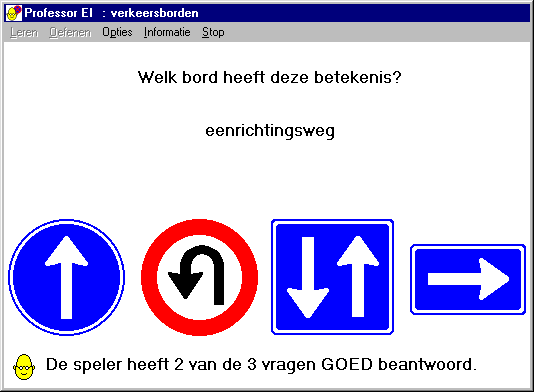 Professor EI : verkeersborden
Leren Oefenen Opties Informatie Stop
Welk bord heeft deze betekenis?
eenrichtingsweg
De speler heeft 2 van de 3 vragen GOED beantwoord.